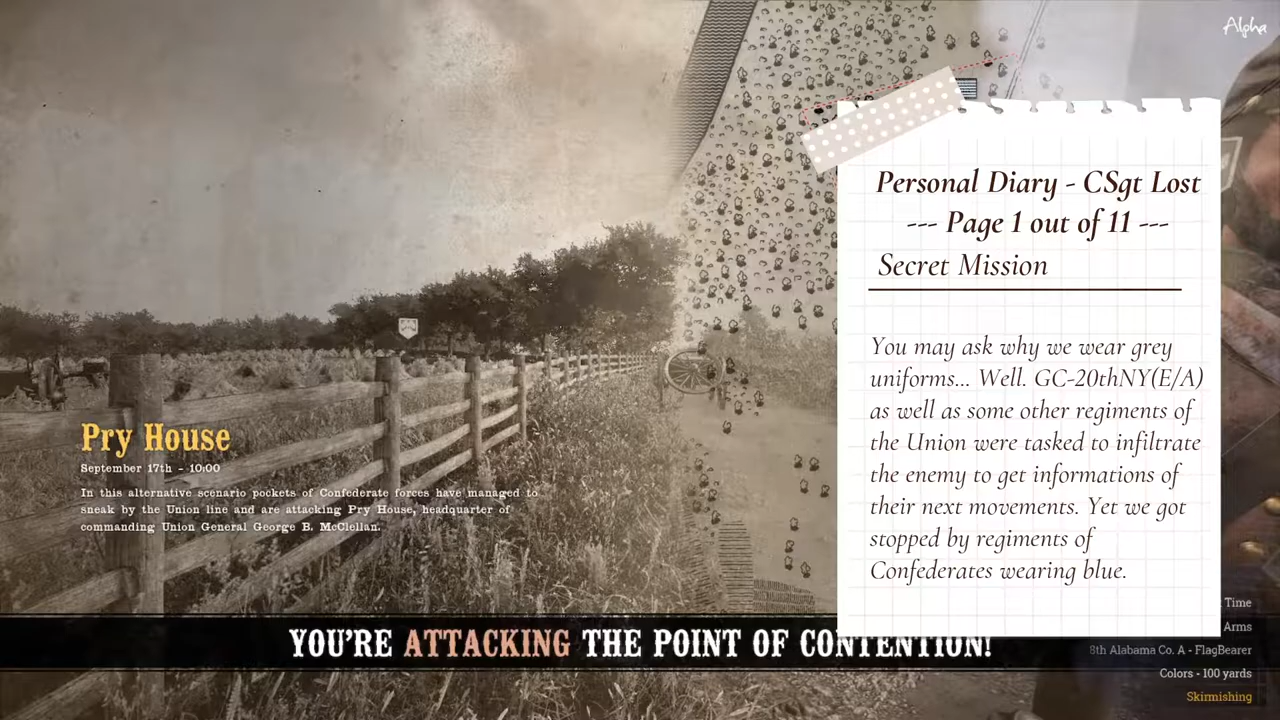 Alpha
Personal Diary - CSgt Lost
--- Page 1 out of 11 ---
Secret Mission
You may ask why we wear grey
uniforms... Well. GC-20thNY(E/A)
as well as some other regiments of
the Union were tasked to infiltrate
the enemy to get informations of
their next movements. Yet we got
stopped by regiments of
Confederates wearing blue.
Pry House
September 17th - 10:00
In this alternative scenario pockets of Confederate forces have managed to
sneak by the Union line and are attacking Pry House, headquarter of
commanding Union General George B. McClellan.
YOU'RE ATTACKING THE POINT OF CONTENTION!
Time
Arms
8th Alabama Co. A - FlagBearer
Colors - 100 yards
Skirmishing